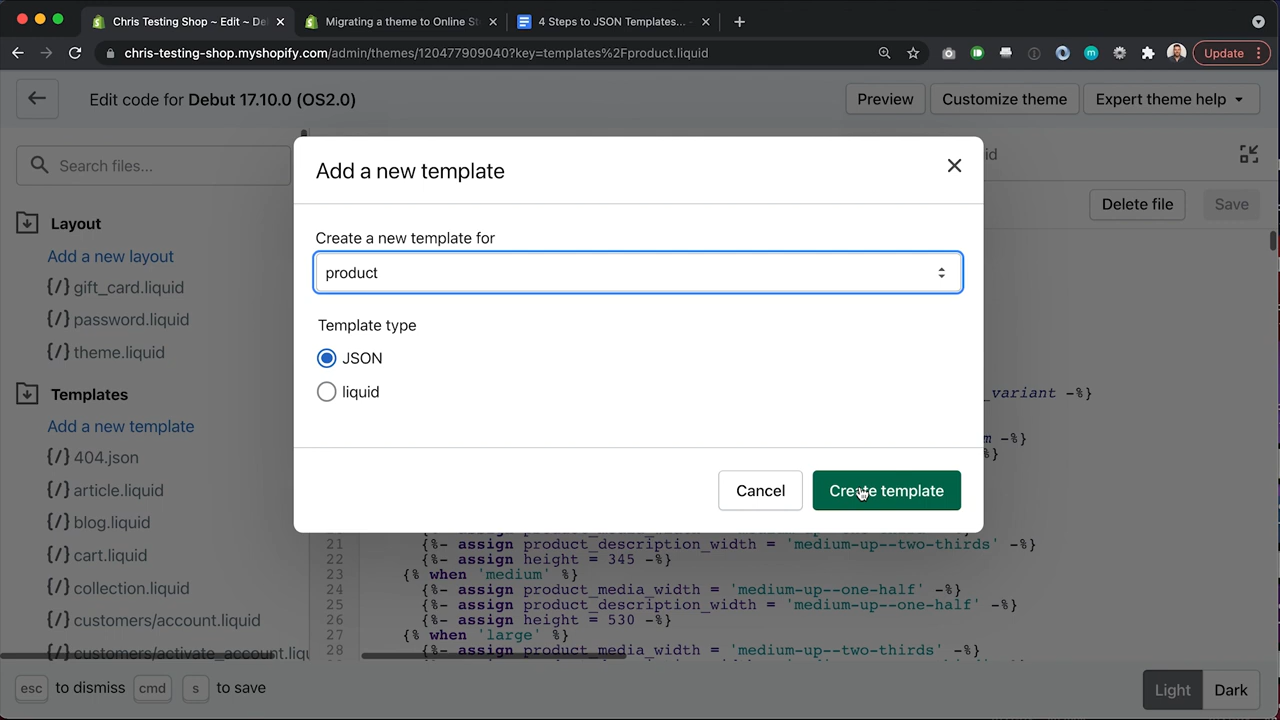 Chris Testing Shop ~ Edit ~ De
Migrating a theme to Online St
4 Steps to JSON Templates...
chris-testing-shop.myshopify.com/admin/themes/120477909040?key=templates%2Fproduct.liquid
Update
Edit code for Debut 17.10.0 (OS2.0)
Preview
Customize theme
Expert theme help
Search files...
Layout
Add a new layout
{/} gift_card.liquid
{/} password.liquid
{/} theme.liquid
Templates
Add a new template
{/} 404.json
{/} article.liquid
{/} blog.liquid
{/} cart.liquid
{/} collection.liquid
{/} customers/account.liquid
{/} customers/activate_account.liqu
id
Delete file
Save
Add a new template
Create a new template for
product
Template type
JSON
liquid
Cancel
Create template
_variant -%}
m -%}
%}
21 {%- assign product_description_width = 'medium-up--two-thirds' -%}
22 {%- assign height = 345 -%}
23 {% when 'medium' %}
24 {%- assign product_media_width = 'medium-up--one-half' -%}
25 {%- assign product_description_width = 'medium-up--one-half' -%}
26 {%- assign height = 530 -%}
27 {% when 'large' %}
28 {%- assign product_media_width = 'medium-up--two-thirds' -%}
esc to dismiss cmd s to save
Light
Dark